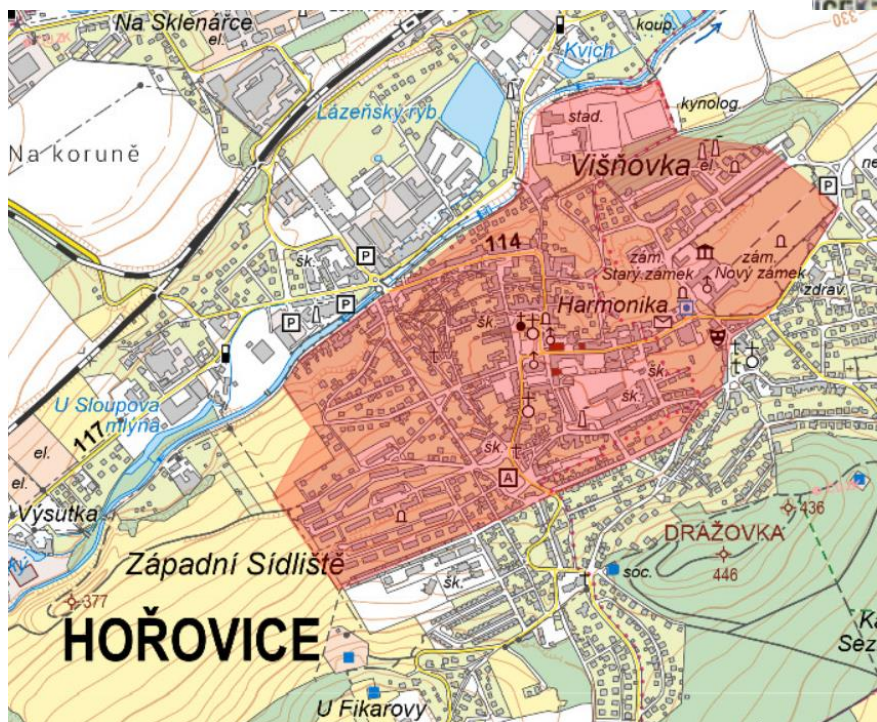 Na Sklenářce
el.
koup.
330
Kvích
Lázeňský ryb
stad.
kynolog.
Na koruně
Višňovka
el.
P
114
šk.
P
zám.
Starý zámek
zám.
Nový zámek
zdrav.
Harmonika
P
P
šk.
šk.
šk.
U Sloupova
mlýna
117
el.
el.
šk.
A
Výsutka
436
DRAŽOVKA
446
Západní Sídliště
šk.
soc.
377
HOŘOVICE
U Fikarovy